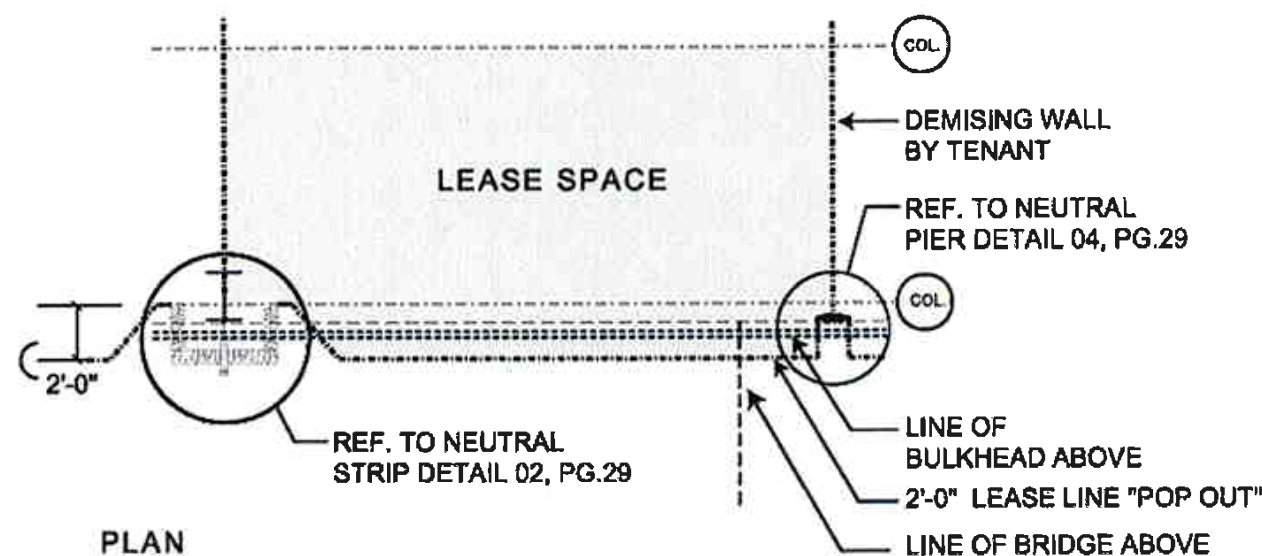 COL.
DEMISING WALL
BY TENANT
LEASE SPACE
REF. TO NEUTRAL
PIER DETAIL 04, PG.29
COL.
2'-0"
REF. TO NEUTRAL
STRIP DETAIL 02, PG.29
LINE OF
BULKHEAD ABOVE
2'-0" LEASE LINE "POP OUT"
LINE OF BRIDGE ABOVE
PLAN